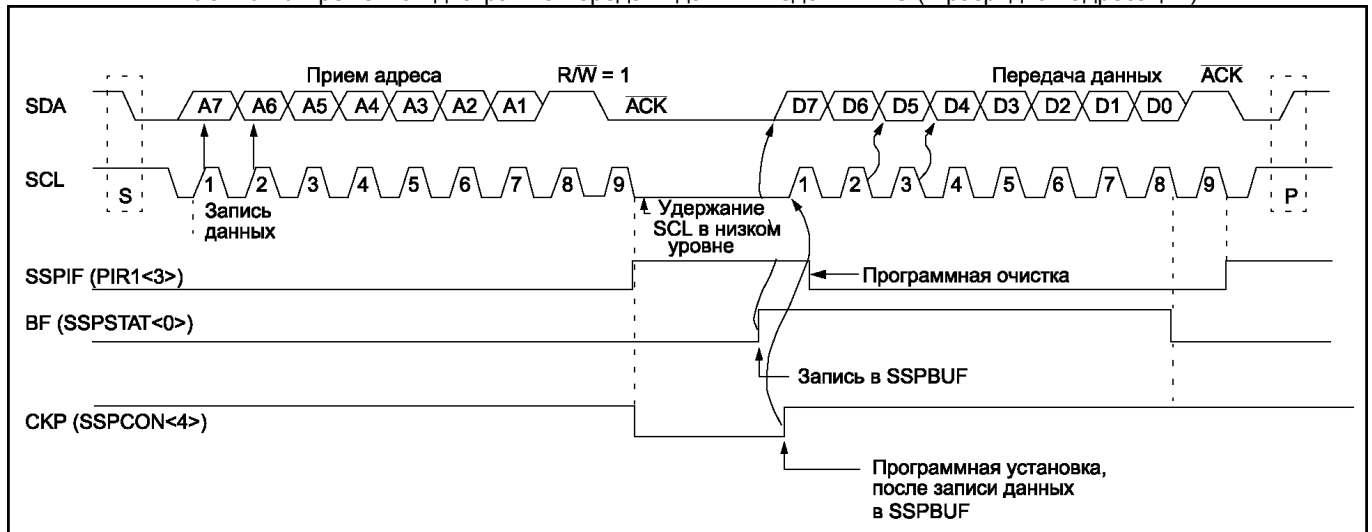 Прием адреса R/W = 1 Передача данных ACK
SDA A7 A6 A5 A4 A3 A2 A1 ACK D7 D6 D5 D4 D3 D2 D1 D0
SCL 1 2 3 4 5 6 7 8 9 1 2 3 4 5 6 7 8 9
S P
Запись
данных
Удержание
SCL в низком
уровне
SSPIF (PIR1<3>)
Программная очистка
BF (SSPSTAT<0>)
Запись в SSPBUF
CKP (SSPCON<4>)
Программная установка,
после записи данных
в SSPBUF